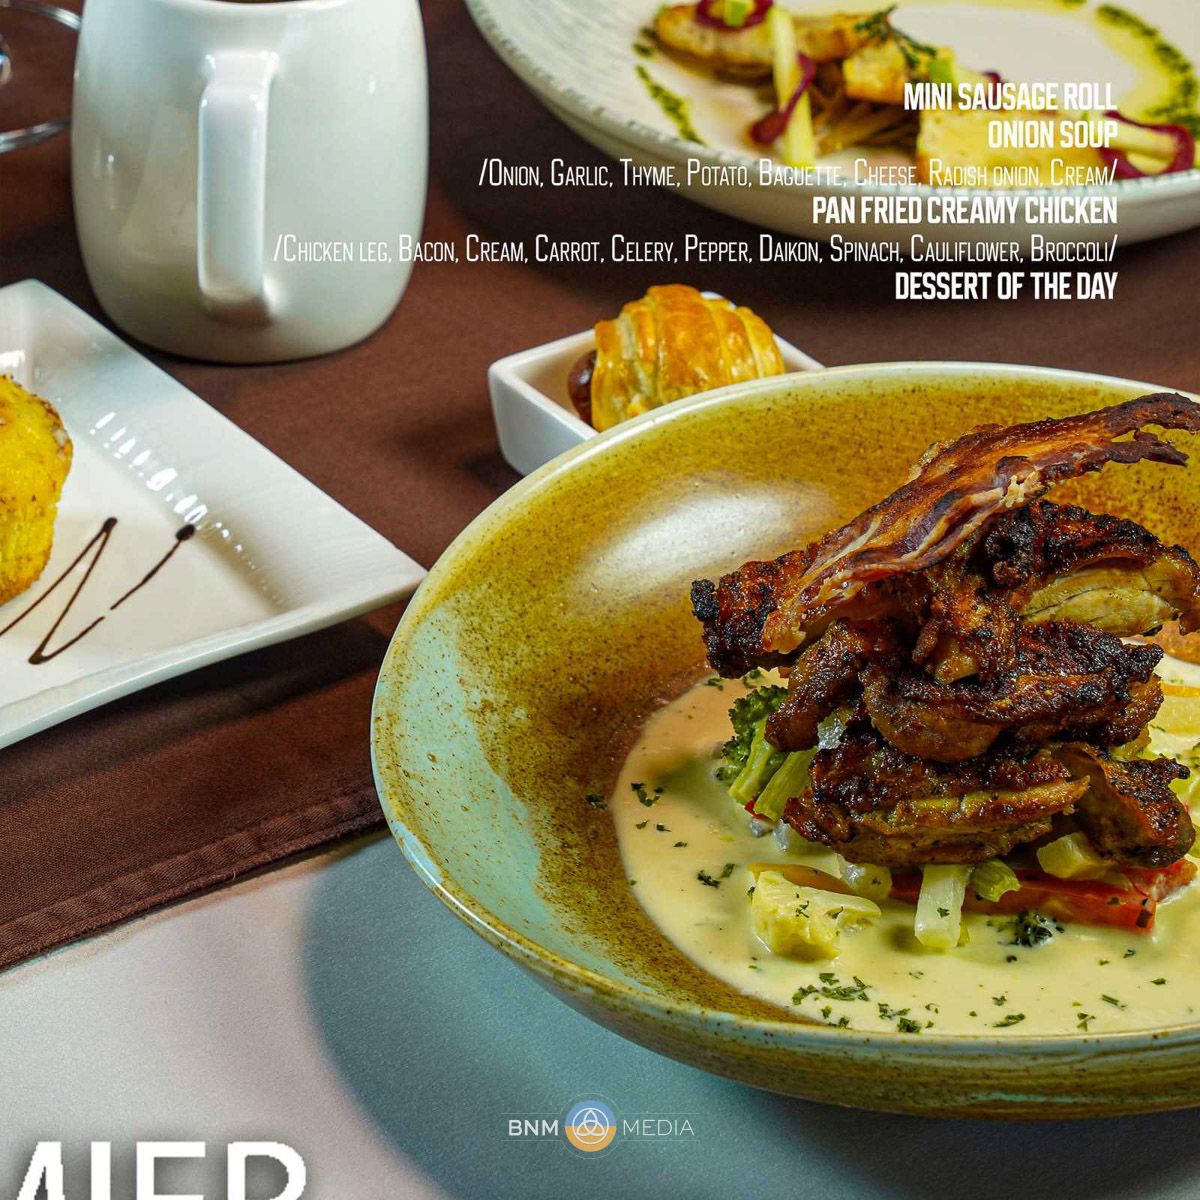 MINI SAUSAGE ROLL
ONION SOUP
/Onion, Garlic, Thyme, Potato, Baguette, Cheese, Radish onion, Cream/
PAN FRIED CREAMY CHICKEN
/Chicken leg, Bacon, Cream, Carrot, Celery, Pepper, Daikon, Spinach, Cauliflower, Broccoli/
DESSERT OF THE DAY
BNM MEDIA